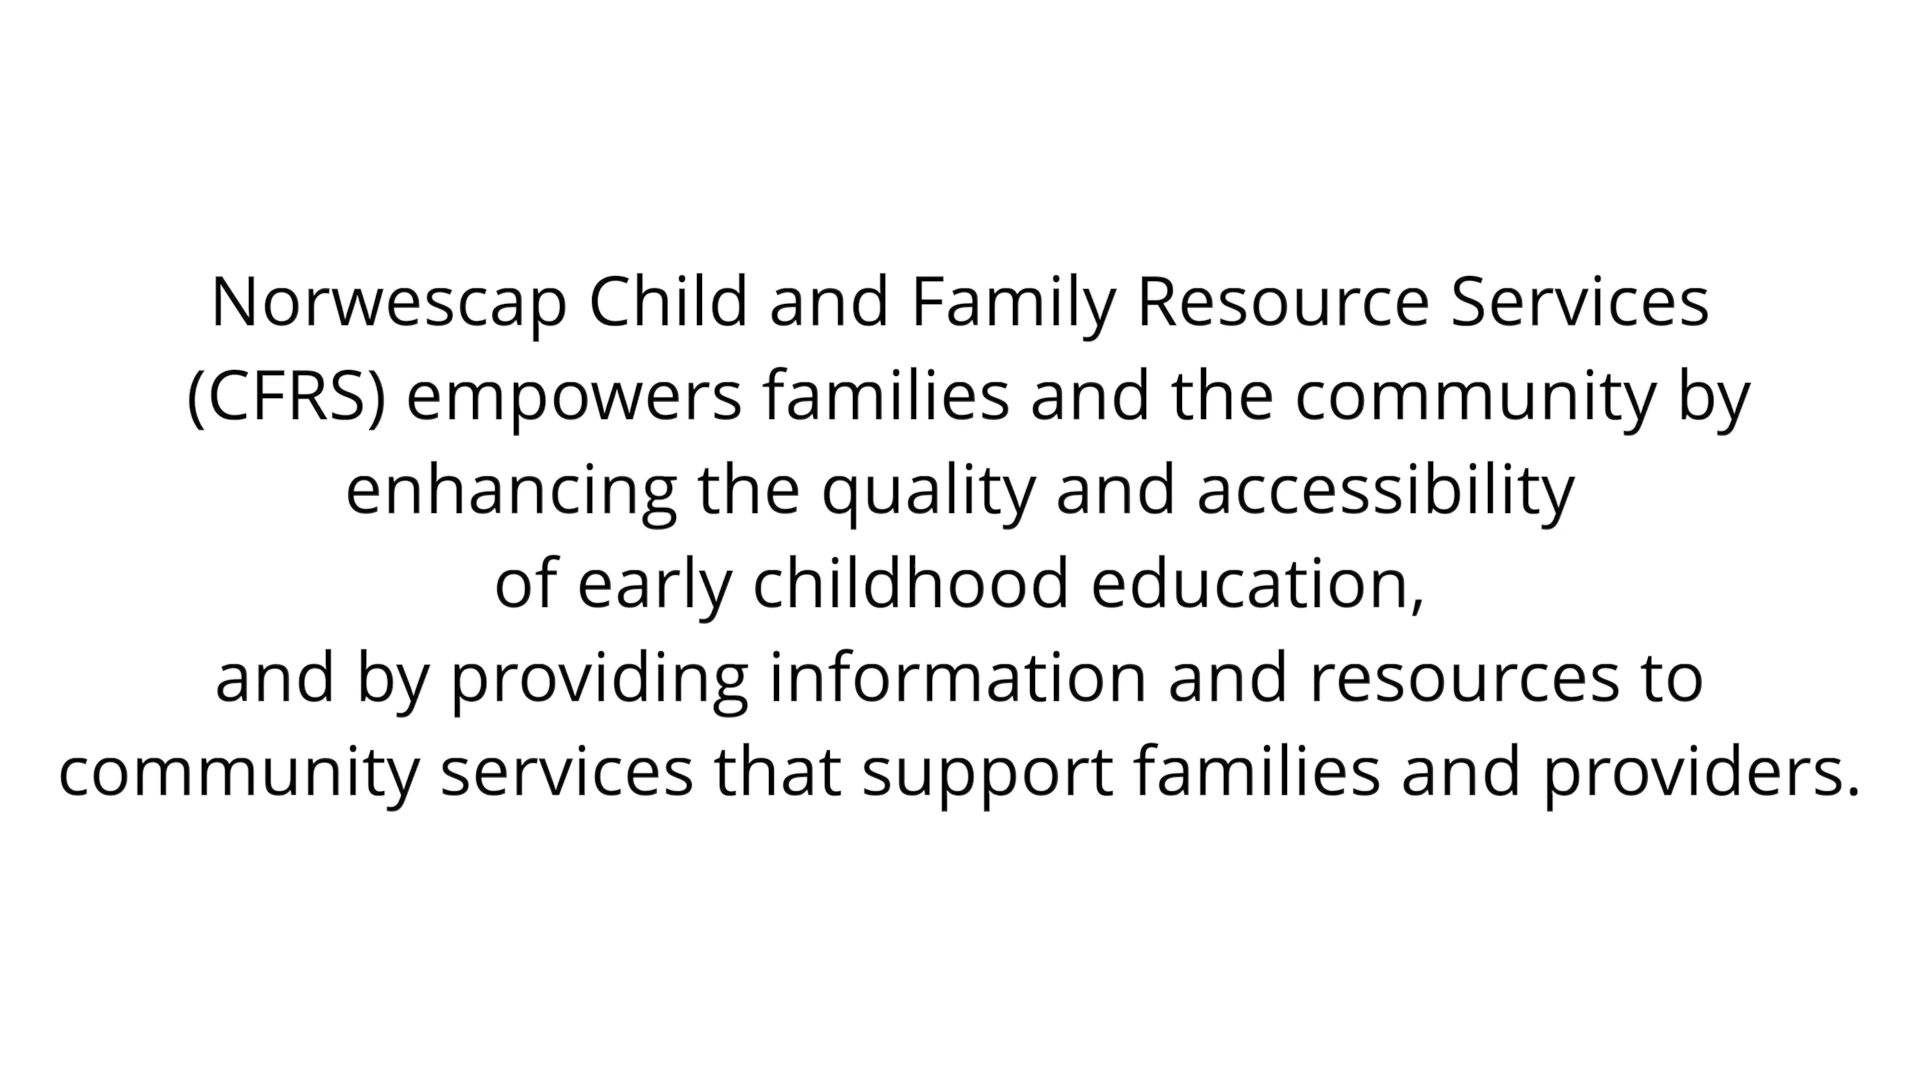 Norwescap Child and Family Resource Services
(CFRS) empowers families and the community by
enhancing the quality and accessibility
of early childhood education,
and by providing information and resources to
community services that support families and providers.